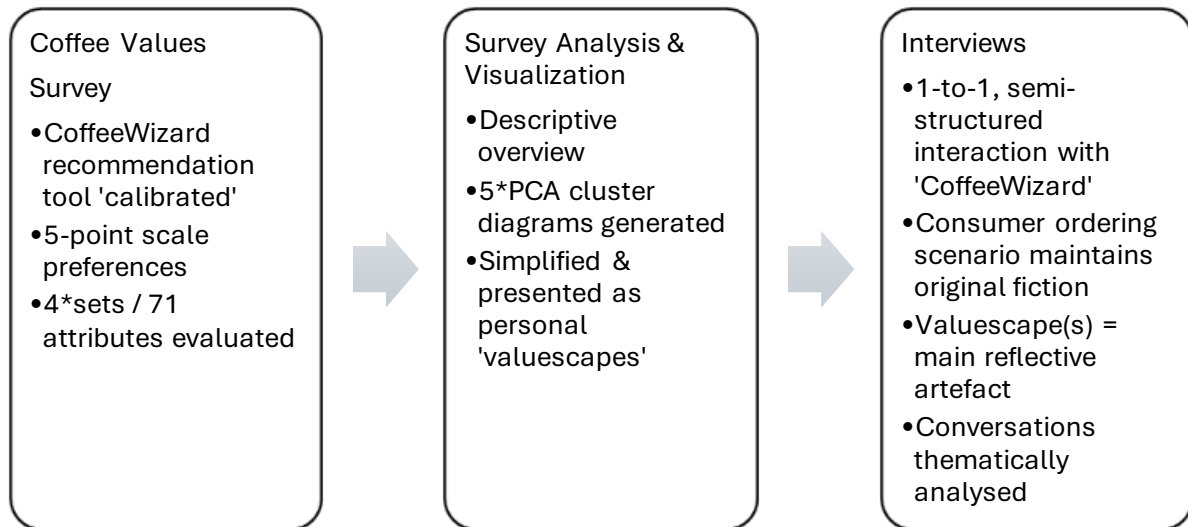 Coffee Values
Survey
•CoffeeWizard
recommendation
tool 'calibrated'
•5-point scale
preferences
•4*sets / 71
attributes evaluated
Survey Analysis &
Visualization
•Descriptive
overview
•5*PCA cluster
diagrams generated
•Simplified &
presented as
personal
'valuescapes'
Interviews
•1-to-1, semi-
structured
interaction with
'CoffeeWizard'
•Consumer ordering
scenario maintains
original fiction
•Valuescape(s) =
main reflective
artefact
•Conversations
thematically
analysed